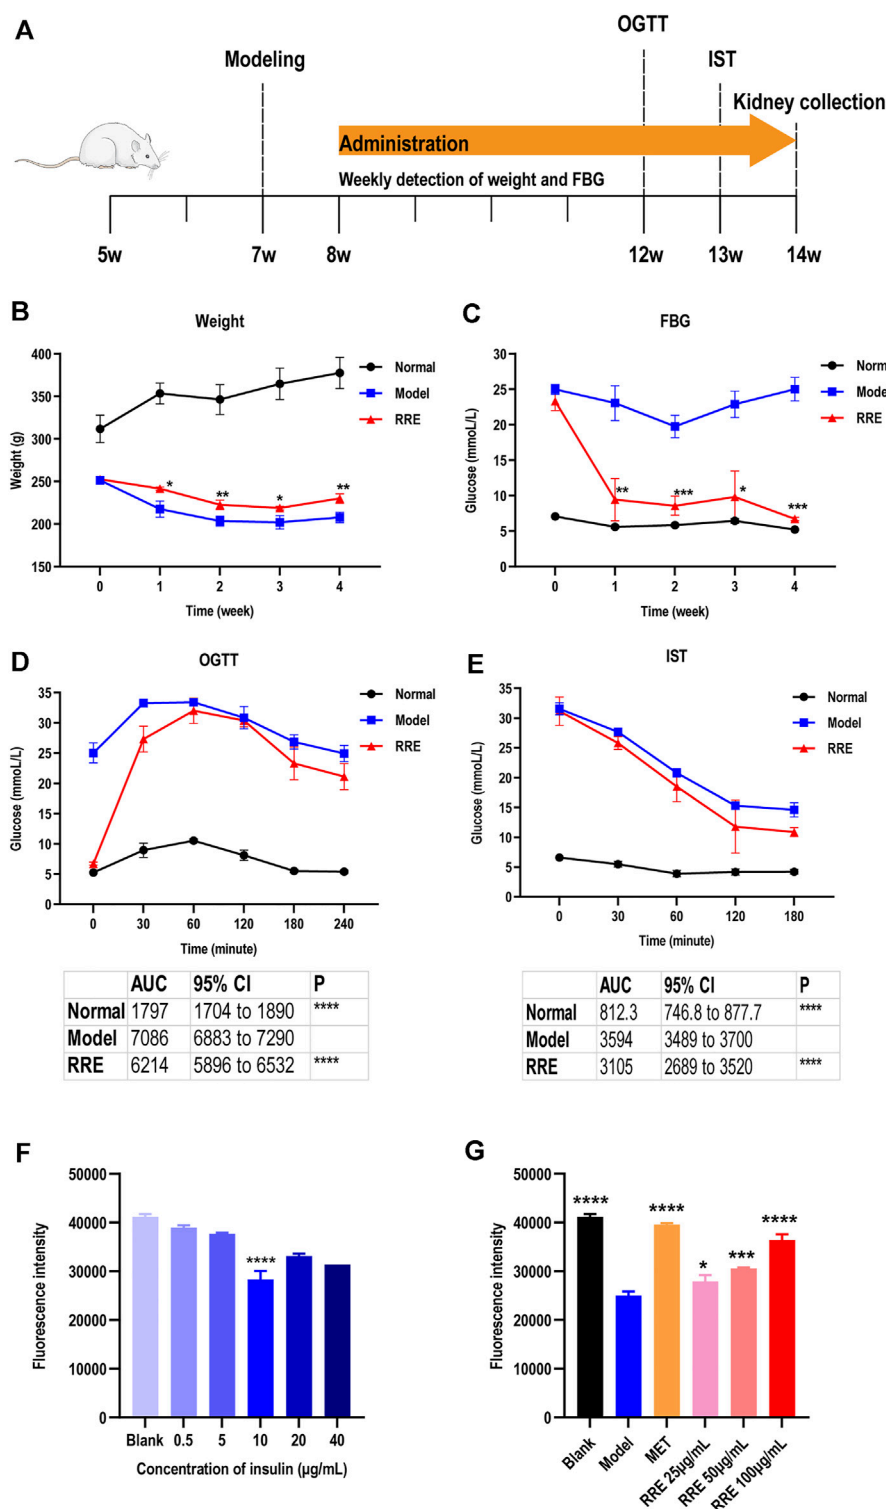 A
OGTT
Modeling
IST
Kidney collection
Administration
Weekly detection of weight and FBG
5w 7w 8w 12w 13w 14w
B
Weight
400
350
300
250
200
150
Weight (g)
0 1 2 3 4
Time (week)
Normal
Model
RRE
* ** * **
C
FBG
30
25
20
15
10
5
0
Glucose (mmoL/L)
0 1 2 3 4
Time (week)
Norm
Mode
RRE
** *** * ***
D
OGTT
35
30
25
20
15
10
5
0
Glucose (mmoL/L)
0 30 60 120 180 240
Time (minute)
Normal
Model
RRE
AUC 95% CI P
Normal 1797 1704 to 1890 ****
Model 7086 6883 to 7290
RRE 6214 5896 to 6532 ****
E
IST
35
30
25
20
15
10
5
0
Glucose (mmoL/L)
0 30 60 120 180
Time (minute)
Normal
Model
RRE
AUC 95% CI P
Normal 812.3 746.8 to 877.7 ****
Model 3594 3489 to 3700
RRE 3105 2689 to 3520 ****
F
50000
40000
30000
20000
10000
0
Fluorescence intensity
****
Blank 0.5 5 10 20 40
Concentration of insulin (μg/mL)
G
50000
40000
30000
20000
10000
0
Fluorescence intensity
**** **** * *** ****
Blank
Model
MET
RRE 25μg/mL
RRE 50μg/mL
RRE 100μg/mL